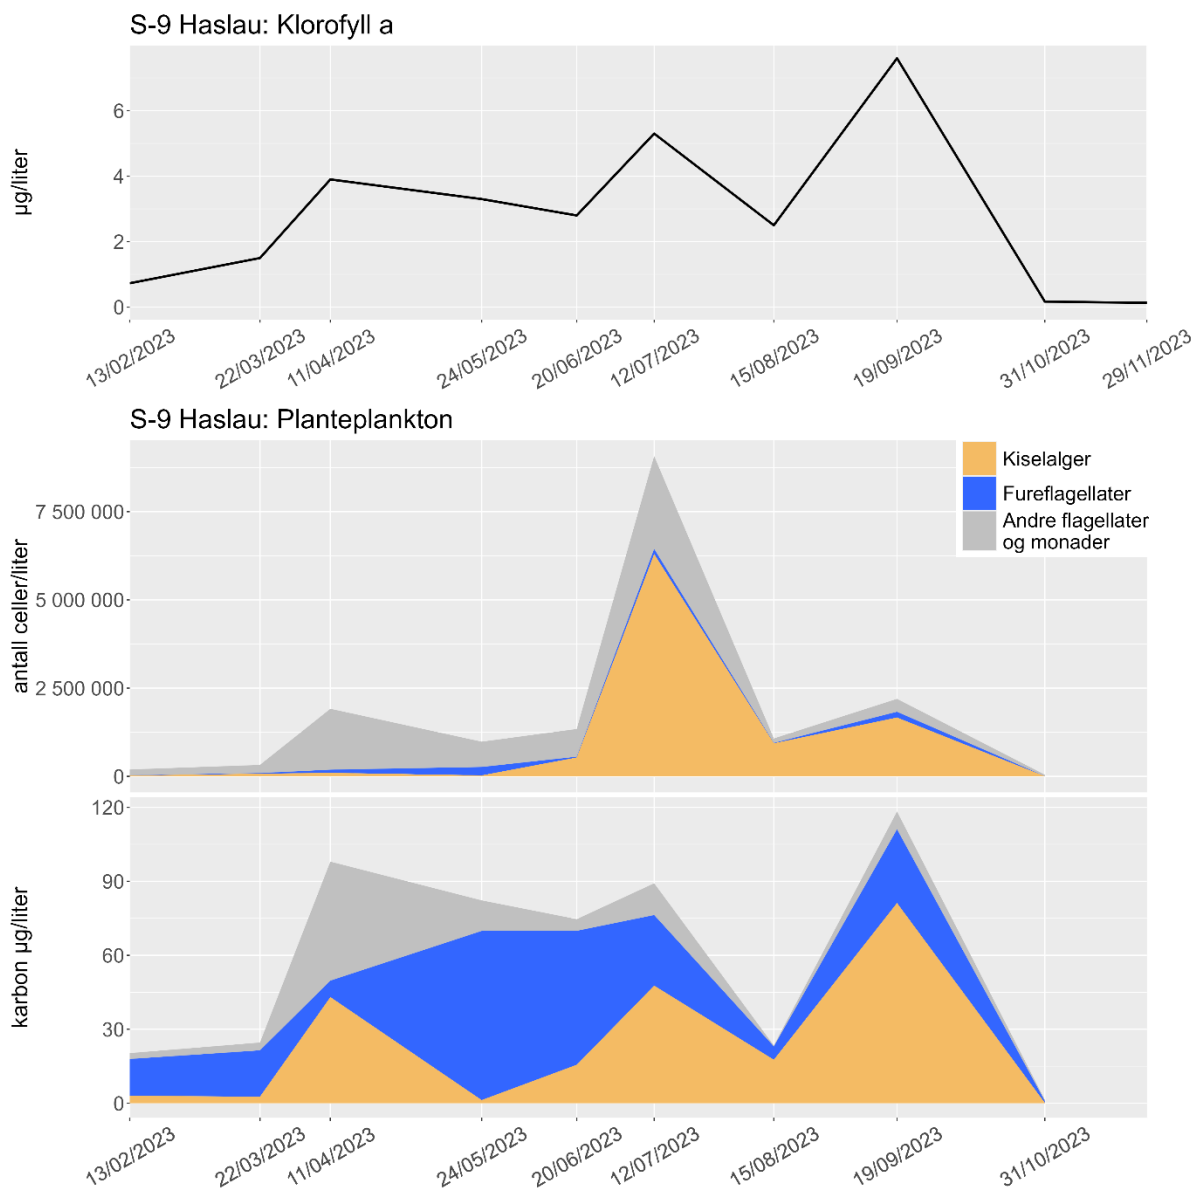 S-9 Haslau: Klorofyll a
µg/liter
6
4
2
0
13/02/2023
22/03/2023
11/04/2023
24/05/2023
20/06/2023
12/07/2023
15/08/2023
19/09/2023
31/10/2023
29/11/2023
S-9 Haslau: Planteplankton
Kiselalger
Fureflagellater
Andre flagellater
og monader
antall celler/liter
7 500 000
5 000 000
2 500 000
0
karbon µg/liter
120
90
60
30
0
13/02/2023
22/03/2023
11/04/2023
24/05/2023
20/06/2023
12/07/2023
15/08/2023
19/09/2023
31/10/2023